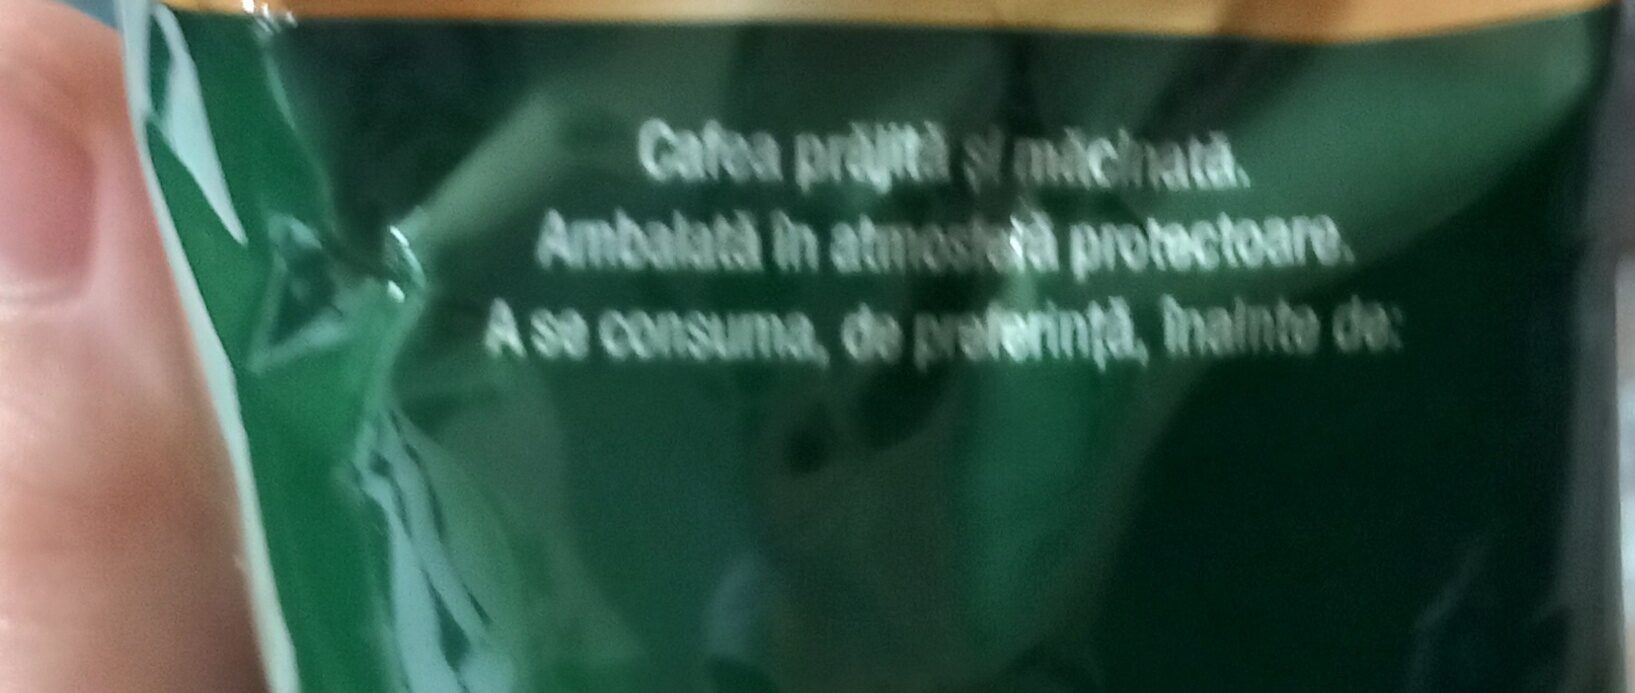 Cafea prăjită și măcinată.
Ambalată în atmosferă protectoare.
A se consuma, de preferință, înainte de: